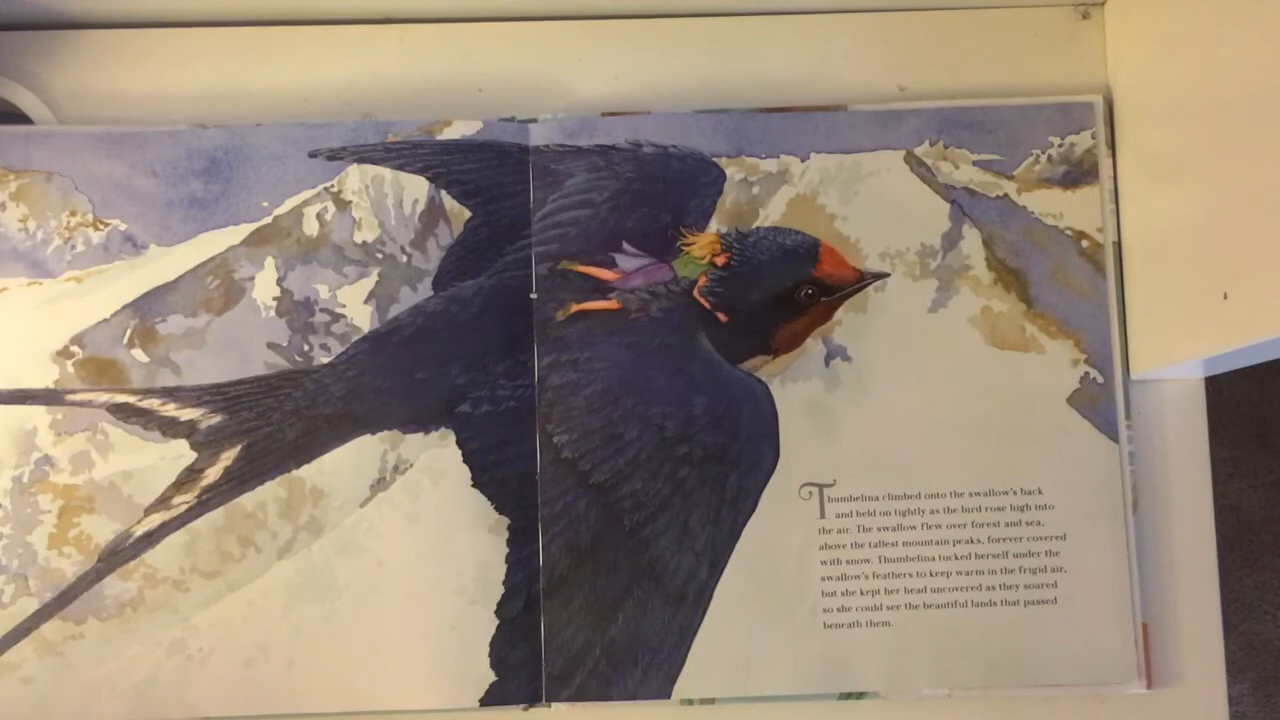 Thumbelina climbed onto the swallow's back
and held on tightly as the bird rose high into
the air. The swallow flew over forest and sea,
above the tallest mountain peaks, forever covered
with snow. Thumbelina tucked herself under the
swallow's feathers to keep warm in the frigid air,
but she kept her head uncovered as they soared
so she could see the beautiful lands that passed
beneath them.